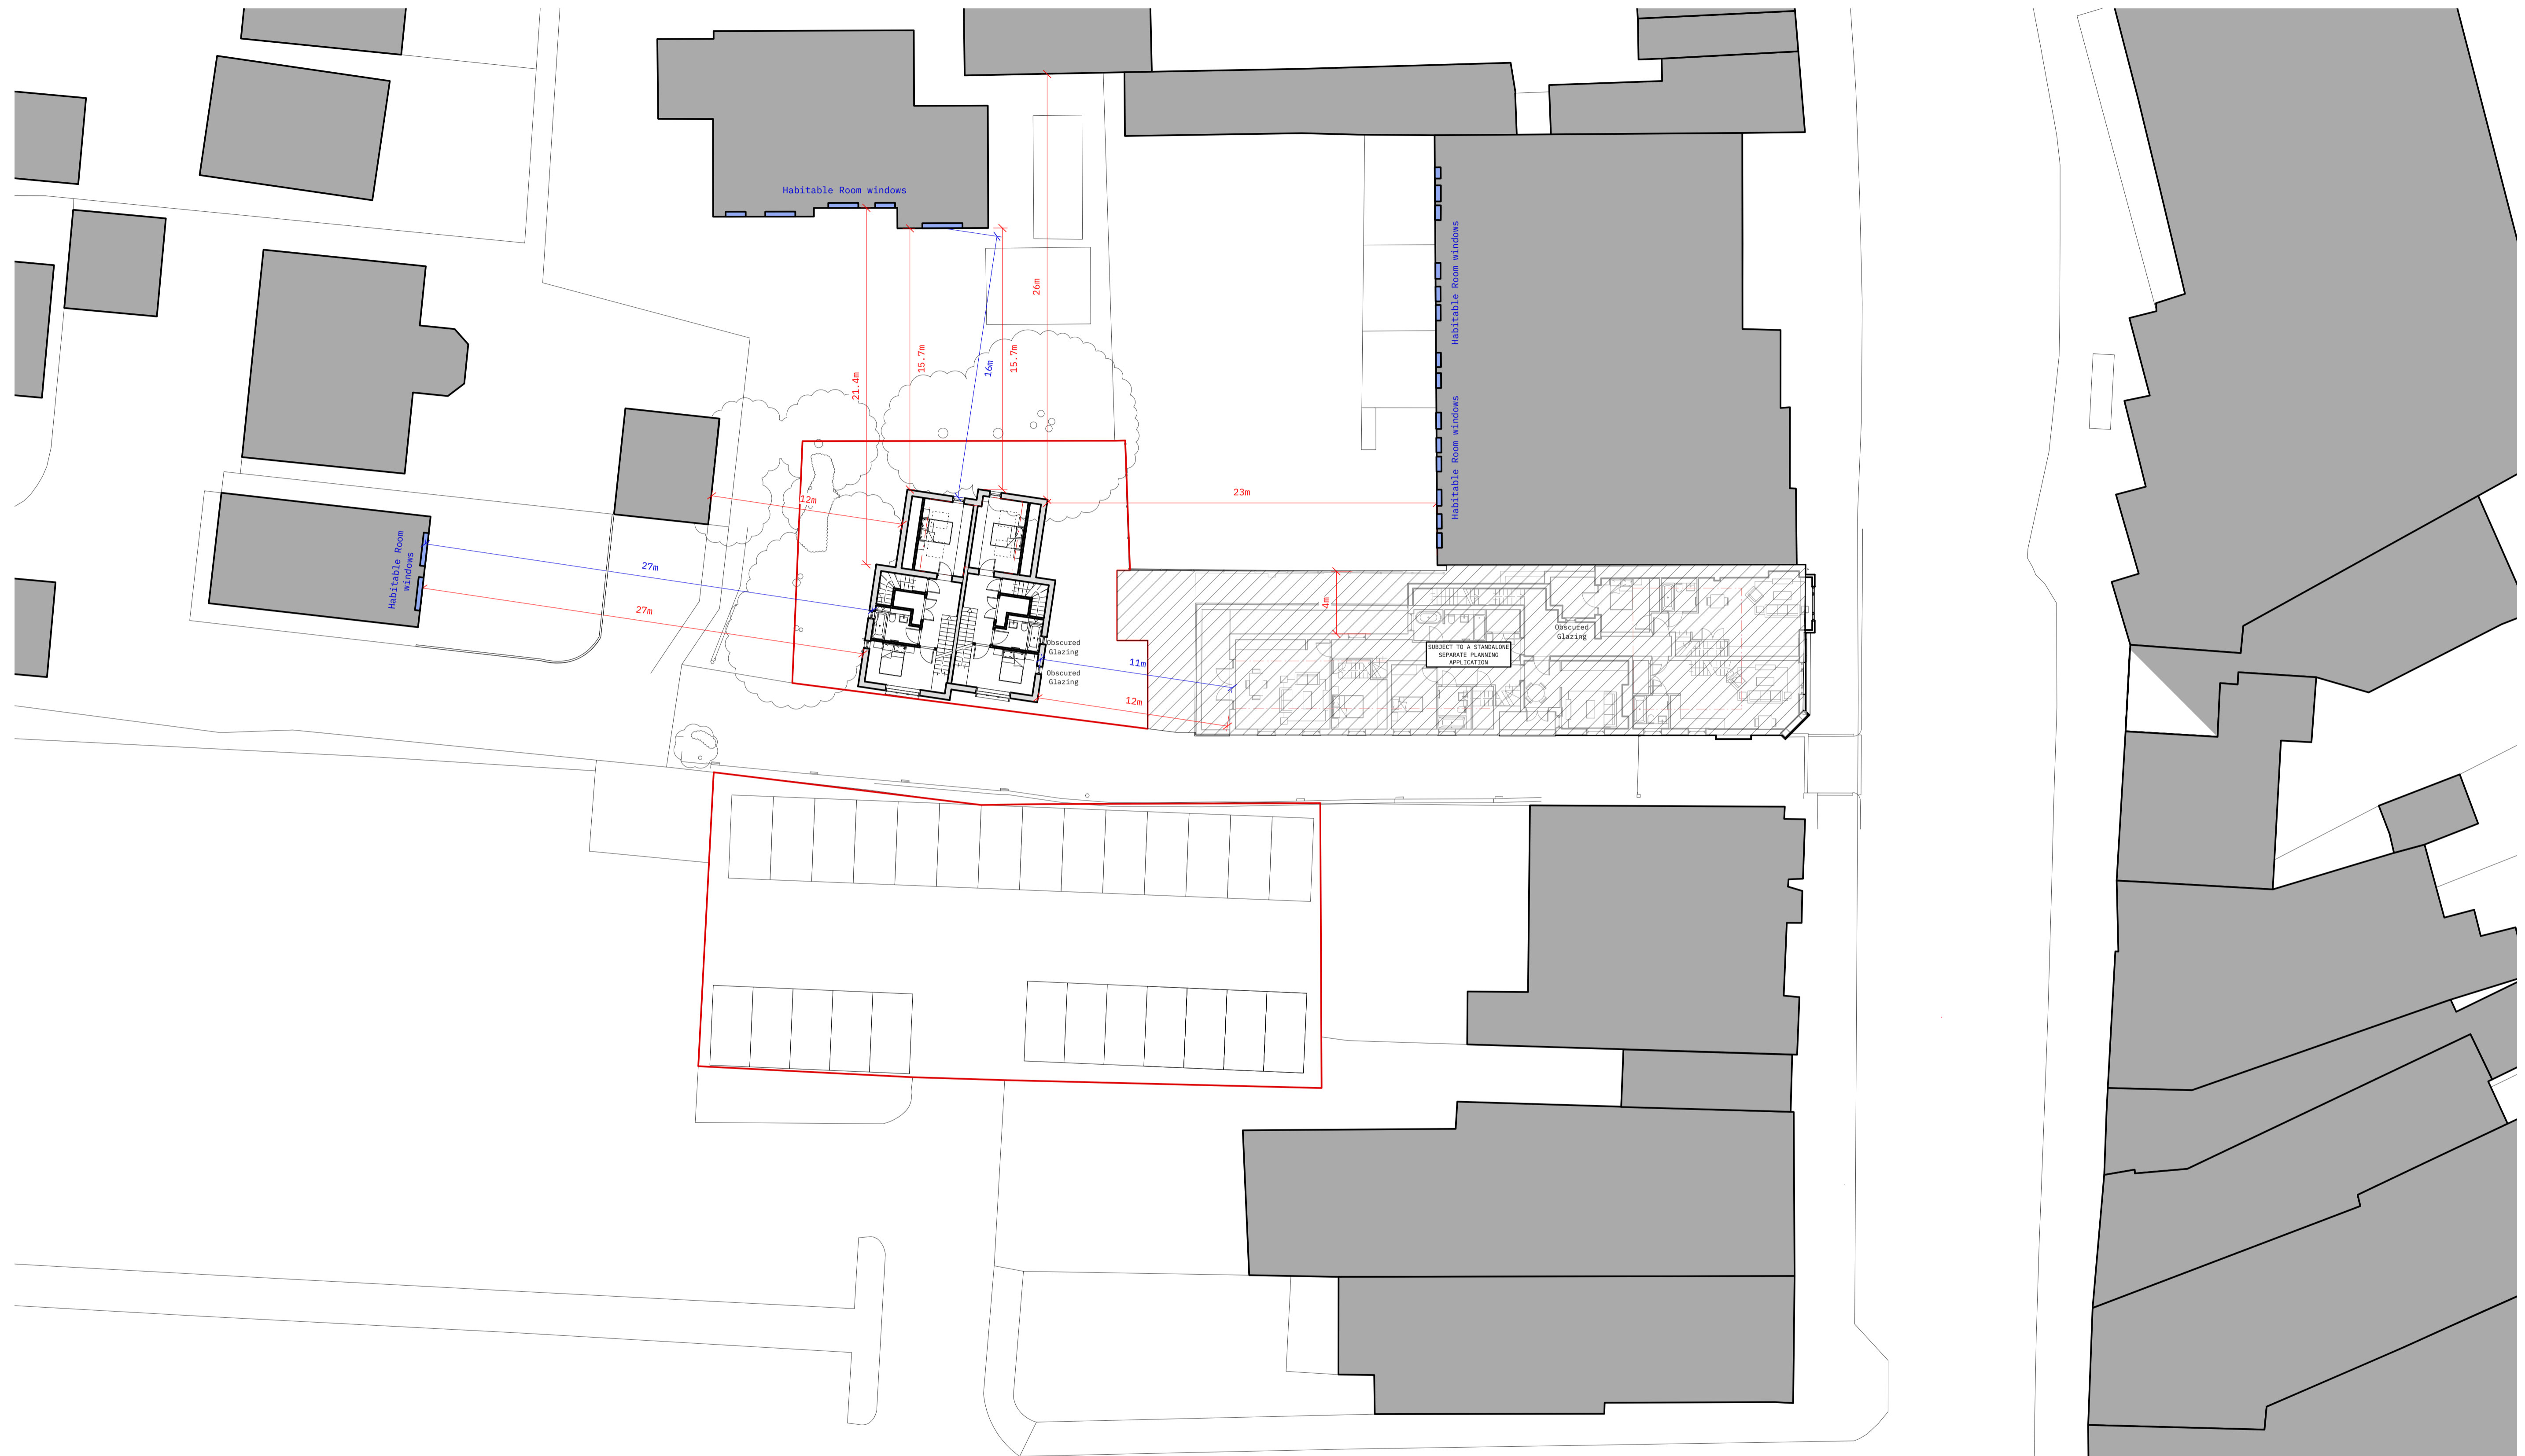 Habitable Room windows
26m
Habitable Room windows
15.7m
16m
15.7m
21.4m
Habitable Room windows
12m
23m
Habitable Room
windows
27m
27m
4m
Obscured
Glazing
Obscured
Glazing
SUBJECT TO A STANDALONE
SEPARATE PLANNING
APPLICATION
11m
Obscured
Glazing
12m